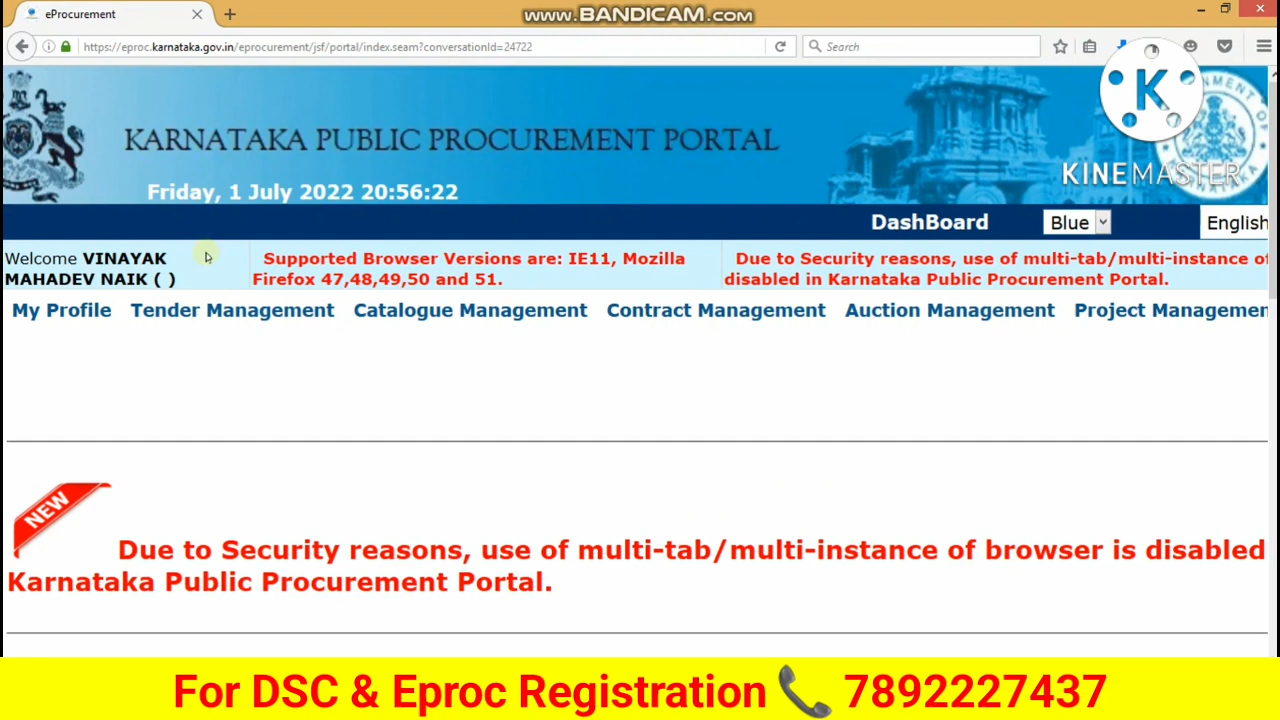 eProcurement
www.BANDICAM.com
https://eproc.karnataka.gov.in/eprocurement/jsf/portal/index.seam?conversationId=24722
Search
KARNATAKA PUBLIC PROCUREMENT PORTAL
Friday, 1 July 2022 20:56:22
K
KINEMASTER
DashBoard
Blue
English
Welcome VINAYAK
MAHADEV NAIK ( )
Supported Browser Versions are: IE11, Mozilla
Firefox 47,48,49,50 and 51.
Due to Security reasons, use of multi-tab/multi-instance of
disabled in Karnataka Public Procurement Portal.
My Profile Tender Management Catalogue Management Contract Management Auction Management Project Managemen
NEW
Due to Security reasons, use of multi-tab/multi-instance of browser is disabled
Karnataka Public Procurement Portal.
For DSC & Eproc Registration 📞 7892227437